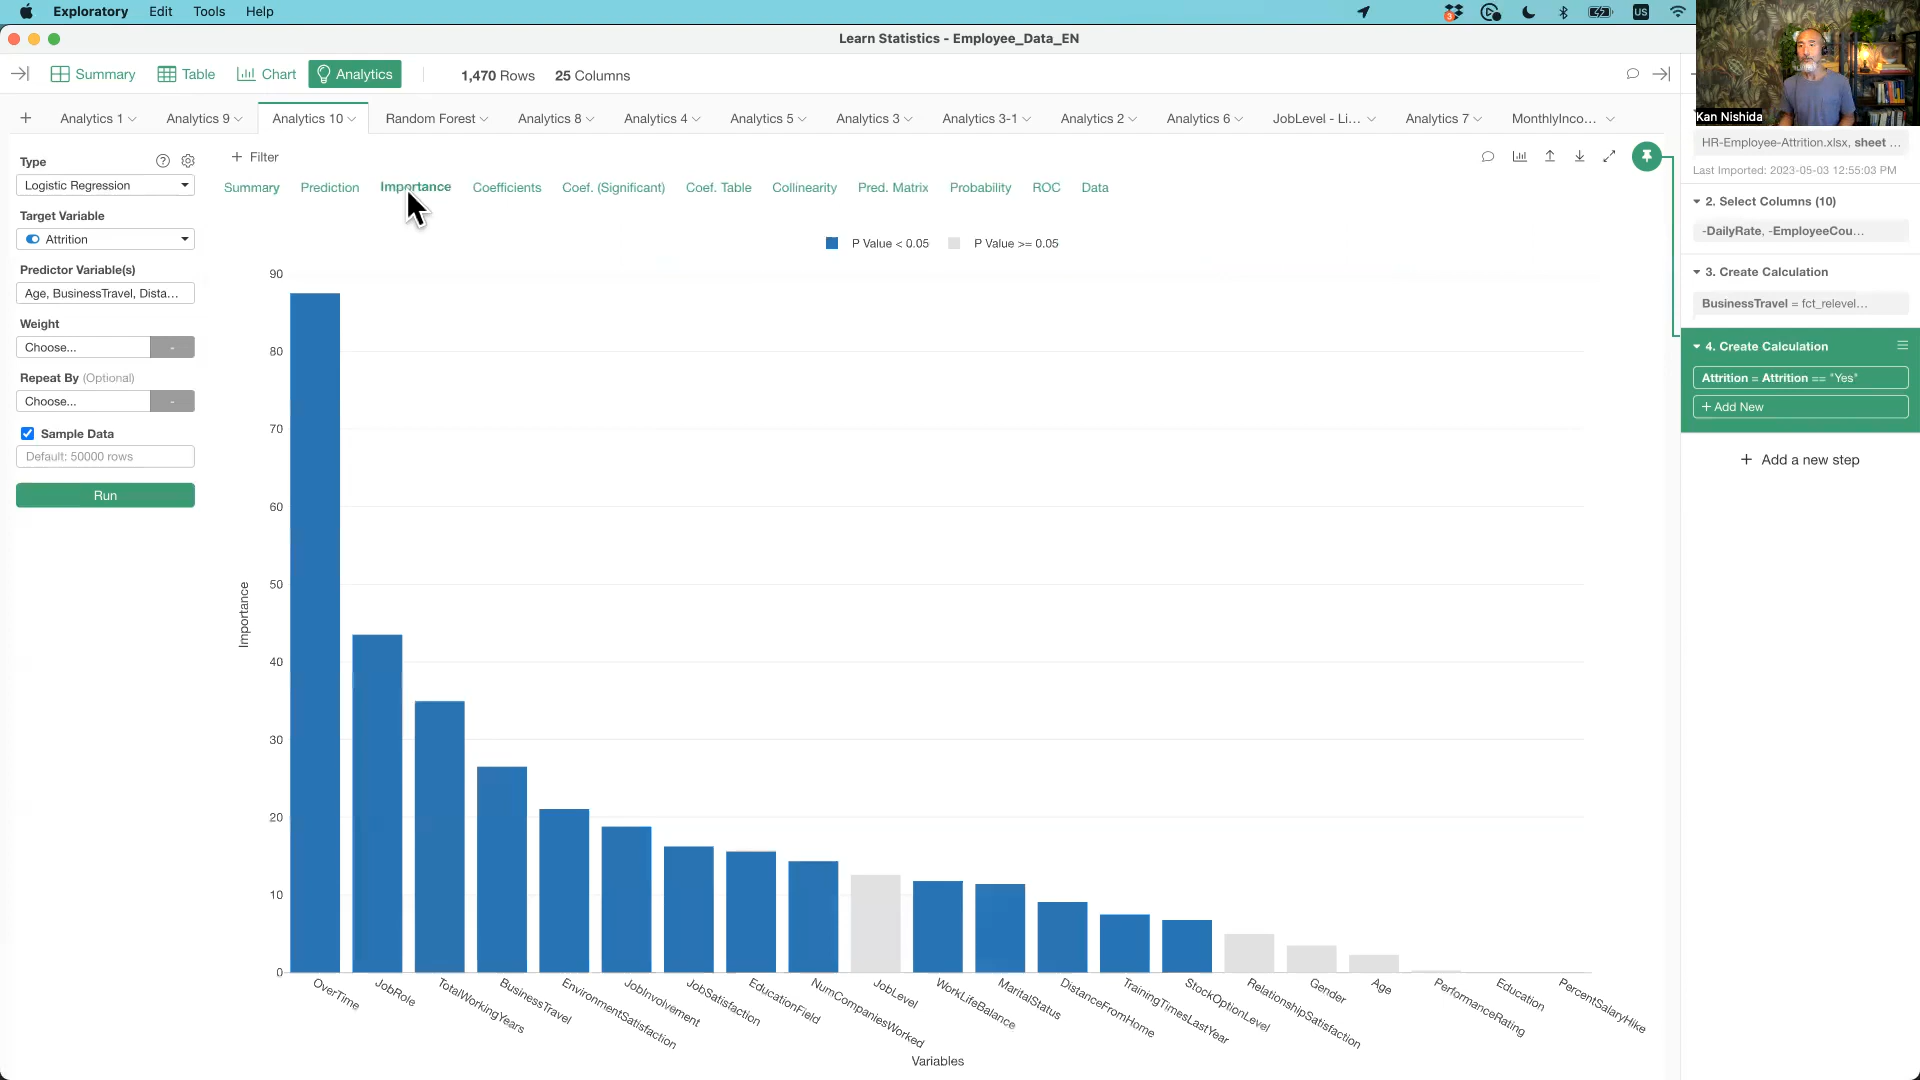 Exploratory Edit Tools Help
3
US
Learn Statistics - Employee_Data_EN
Summary Table Chart Analytics 1,470 Rows 25 Columns
Analytics 1 Analytics 9 Analytics 10 Random Forest Analytics 8 Analytics 4 Analytics 5 Analytics 3 Analytics 3-1 Analytics 2 Analytics 6 JobLevel - Li... Analytics 7 MonthlyInco...
Type
Logistic Regression
Target Variable
Attrition
Predictor Variable(s)
Age, BusinessTravel, Dista...
Weight
Choose... -
Repeat By (Optional)
Choose... -
Sample Data
Default: 50000 rows
Run
+ Filter
Summary Prediction Importance Coefficients Coef. (Significant) Coef. Table Collinearity Pred. Matrix Probability ROC Data
P Value < 0.05 P Value >= 0.05
90
80
70
60
50
40
30
20
10
0
Importance
OverTime
JobRole
TotalWorkingYears
BusinessTravel
EnvironmentSatisfaction
JobInvolvement
JobSatisfaction
EducationField
NumCompaniesWorked
JobLevel
WorkLifeBalance
MaritalStatus
DistanceFromHome
TrainingTimesLastYear
StockOptionLevel
RelationshipSatisfaction
Gender
Age
PerformanceRating
Education
PercentSalaryHike
Variables
Kan Nishida
HR-Employee-Attrition.xlsx, sheet ...
Last Imported: 2023-05-03 12:55:03 PM
2. Select Columns (10)
-DailyRate, -EmployeeCou...
3. Create Calculation
BusinessTravel = fct_relevel...
4. Create Calculation
Attrition = Attrition == "Yes"
+ Add New
+ Add a new step